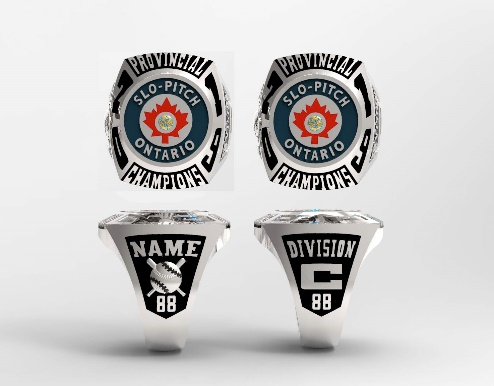 PROVINCIAL
SLO-PITCH
ONTARIO
CHAMPIONS
PROVINCIAL
SLO-PITCH
ONTARIO
CHAMPIONS
NAME
88
DIVISION
C
88